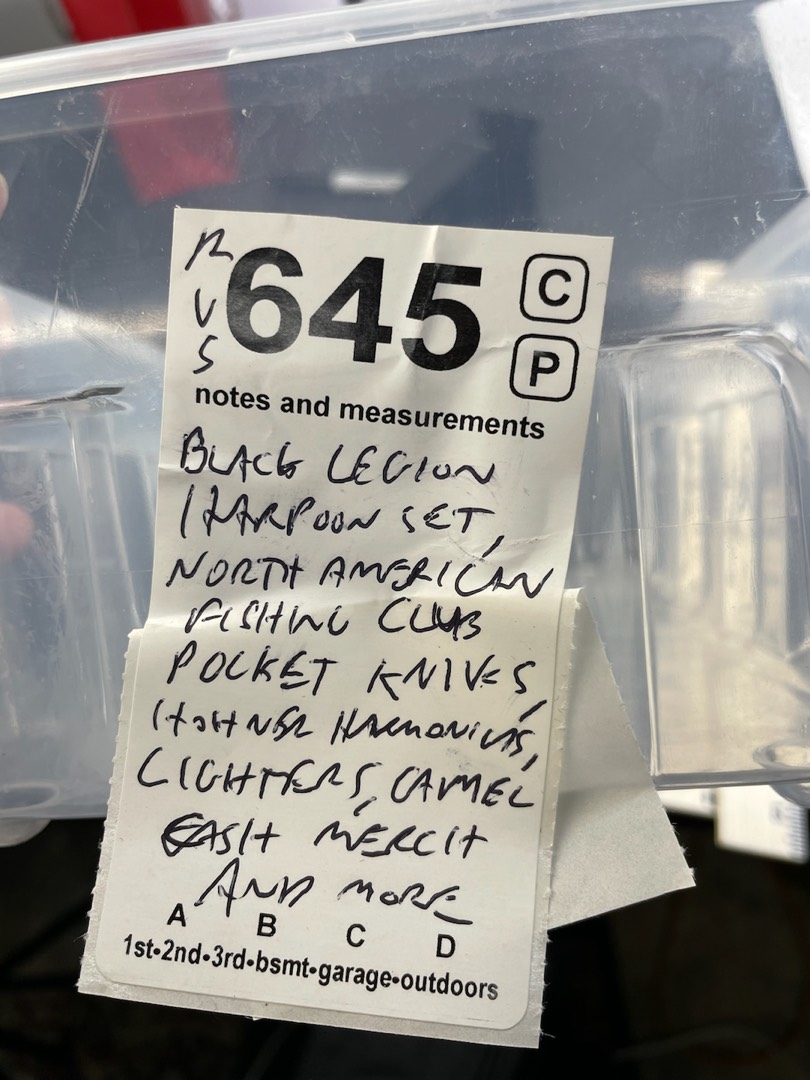 R
V
S
645
C
P
notes and measurements
BLACK LEGION
HARPOON SET,
NORTH AMERICAN
FISHING CLUB
POCKET KNIVES,
HOHNER HARMONICAS,
LIGHTERS, CAMEL
CASH MERCH
AND MORE
A B C D
1st•2nd•3rd•bsmt•garage•outdoors